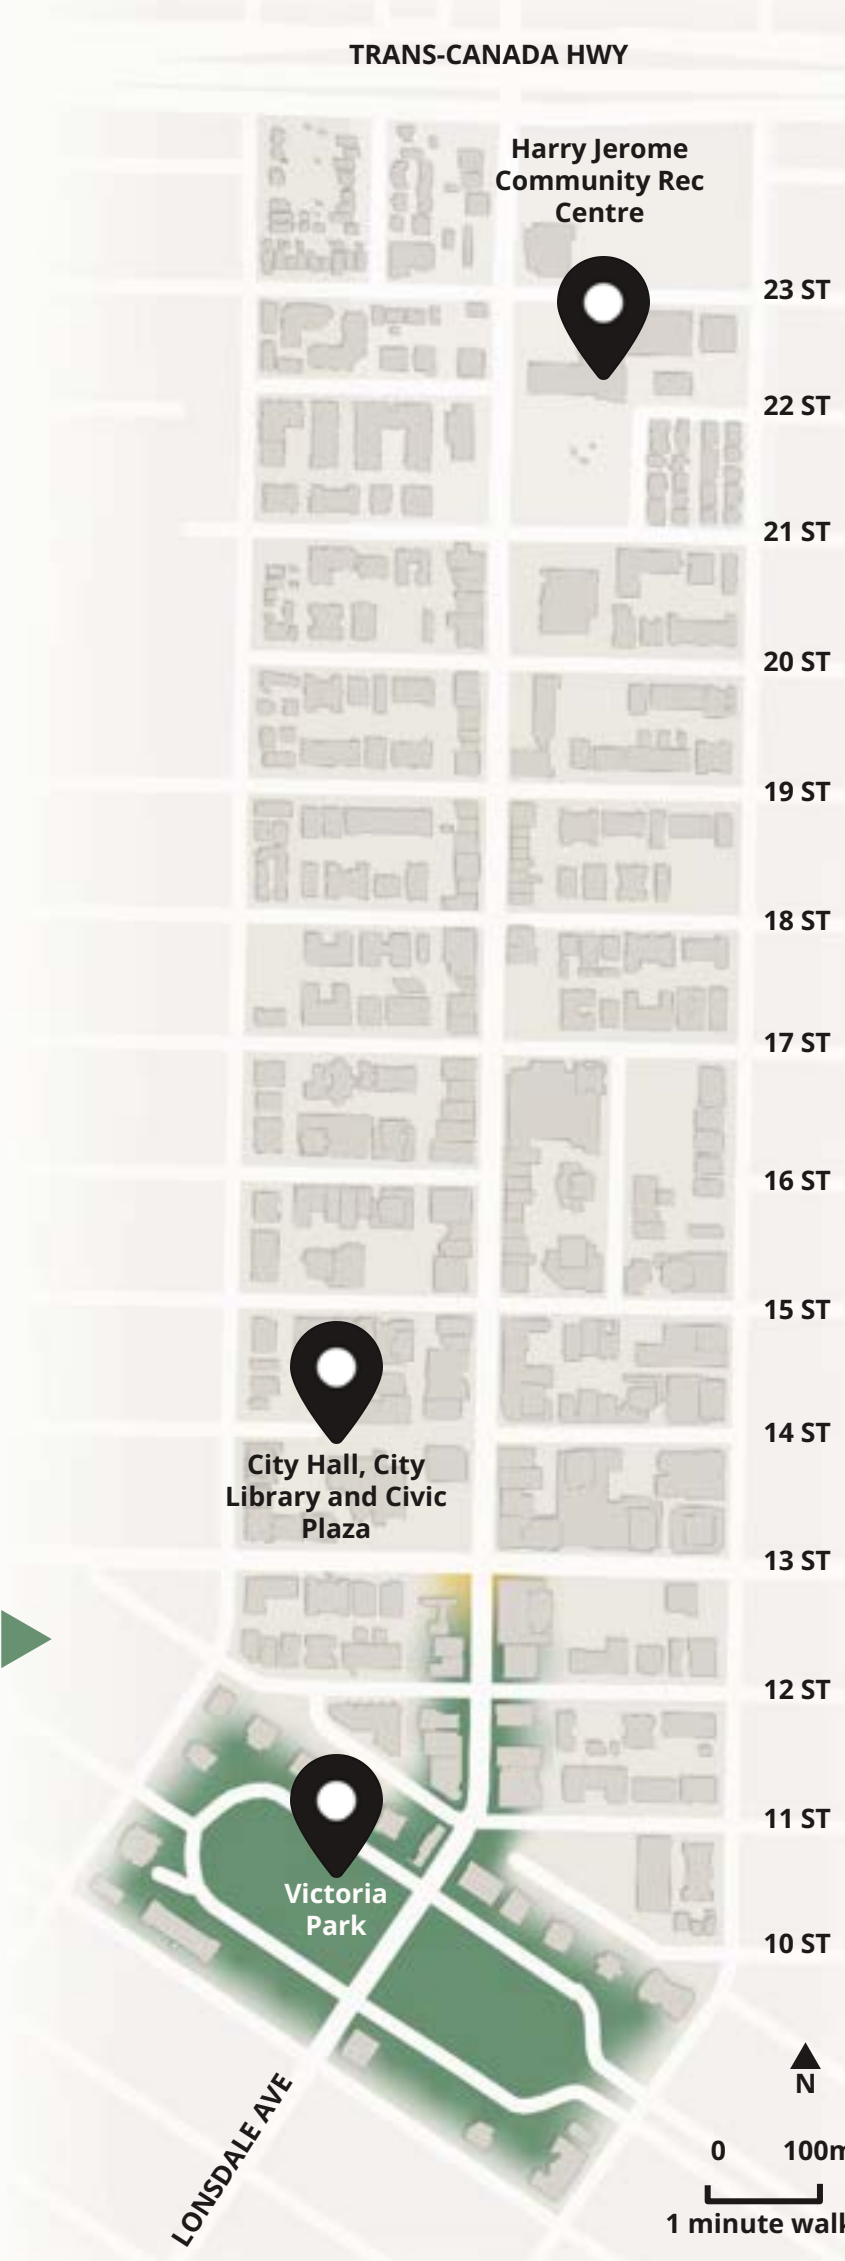 TRANS-CANADA HWY
Harry Jerome
Community Rec
Centre
23 ST
22 ST
21 ST
20 ST
19 ST
18 ST
17 ST
16 ST
15 ST
14 ST
City Hall, City
Library and Civic
Plaza
13 ST
12 ST
11 ST
Victoria
Park
10 ST
N
LONSDALE AVE
0 100m
1 minute walk